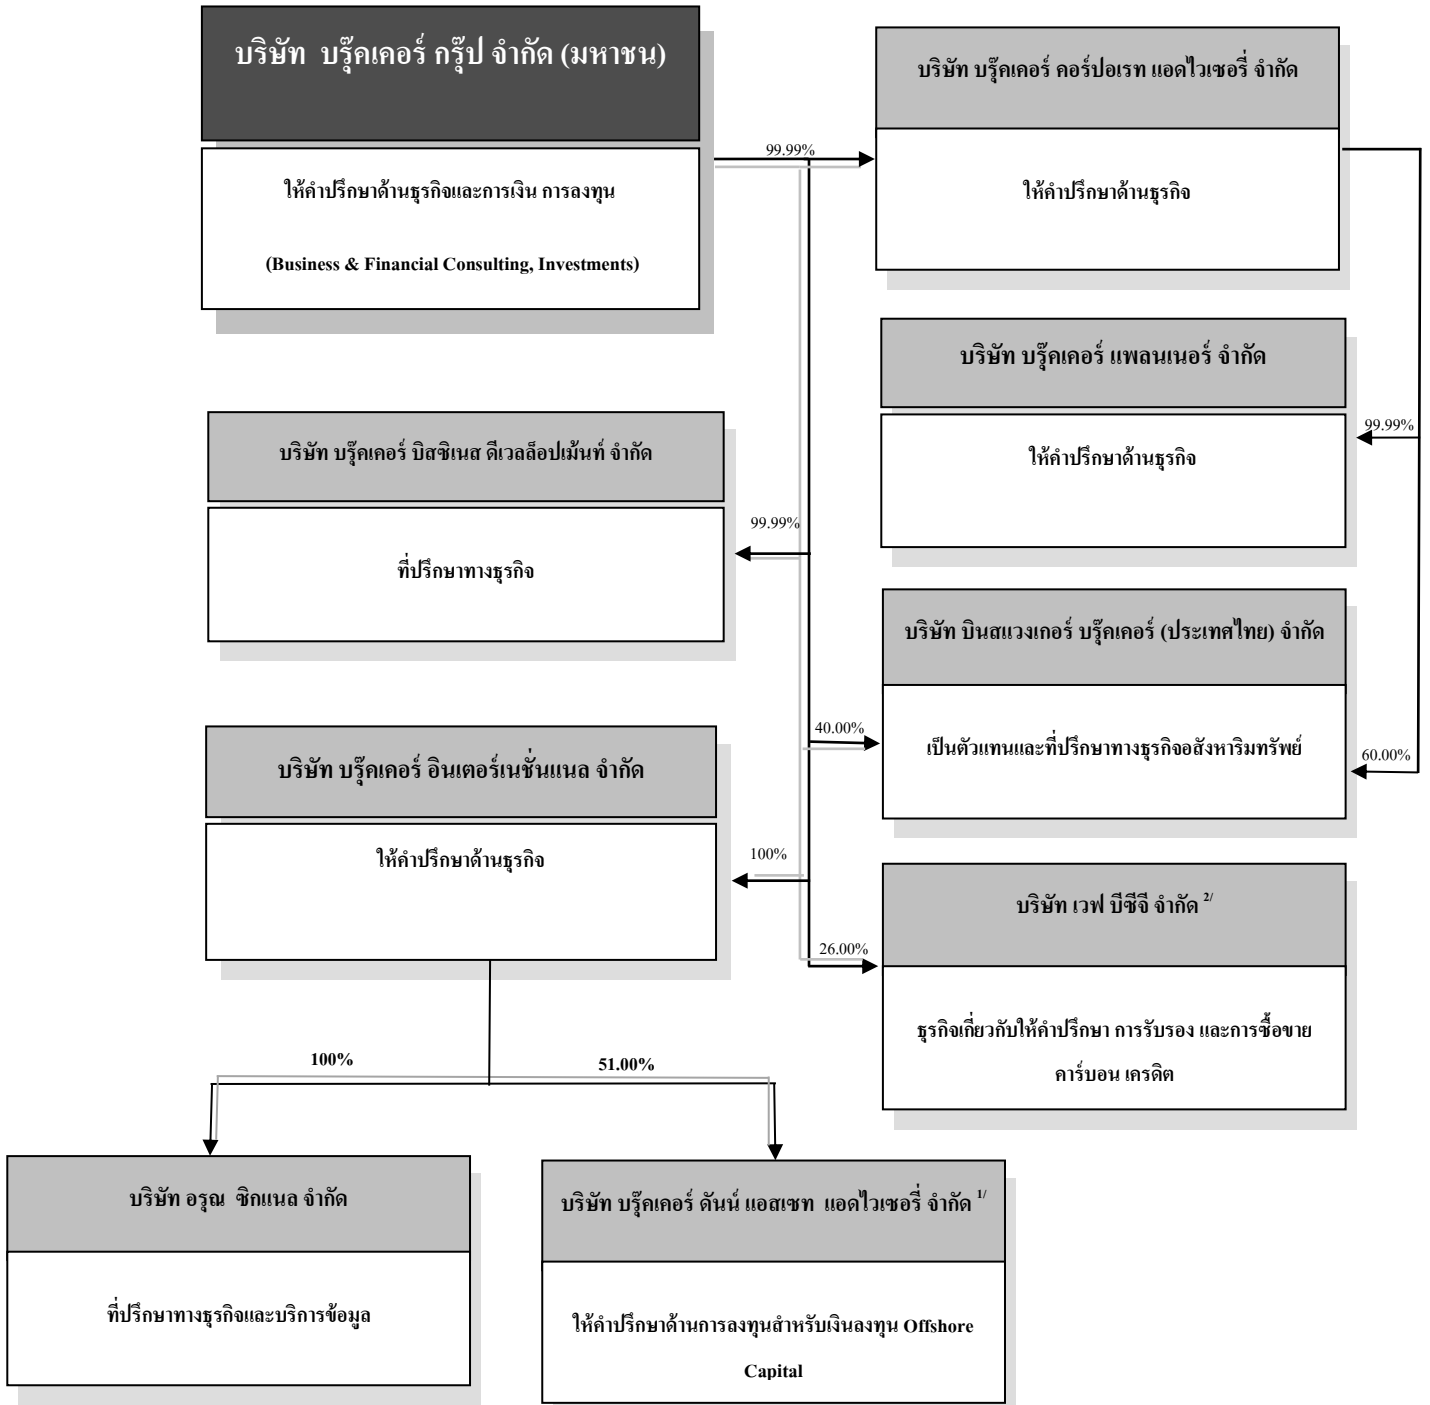 บริษัท บรุ๊คเคอร์ กรุ๊ป จำกัด (มหาชน)
ให้คำปรึกษาด้านธุรกิจและการเงิน การลงทุน
(Business & Financial Consulting, Investments)
99.99%
บริษัท บรุ๊คเคอร์ คอร์ปอเรท แอดไวเซอรี่ จำกัด
ให้คำปรึกษาด้านธุรกิจ
บริษัท บรุ๊คเคอร์ แพลนเนอร์ จำกัด
ให้คำปรึกษาด้านธุรกิจ
99.99%
บริษัท บรุ๊คเคอร์ บิสซิเนส ดีเวลล็อปเม้นท์ จำกัด
ที่ปรึกษาทางธุรกิจ
99.99%
บริษัท บินสแวงเกอร์ บรุ๊คเคอร์ (ประเทศไทย) จำกัด
เป็นตัวแทนและที่ปรึกษาทางธุรกิจอสังหาริมทรัพย์
40.00%
60.00%
บริษัท บรุ๊คเคอร์ อินเตอร์เนชั่นแนล จำกัด
ให้คำปรึกษาด้านธุรกิจ
100%
บริษัท เวฟ บีซีจี จำกัด 2/
26.00%
ธุรกิจเกี่ยวกับให้คำปรึกษา การรับรอง และการซื้อขาย
คาร์บอน เครดิต
100%
51.00%
บริษัท อรุณ ซิกแนล จำกัด
ที่ปรึกษาทางธุรกิจและบริการข้อมูล
บริษัท บรุ๊คเคอร์ ดันน์ แอสเซท แอดไวเซอรี่ จำกัด 1/
ให้คำปรึกษาด้านการลงทุนสำหรับเงินลงทุน Offshore
Capital